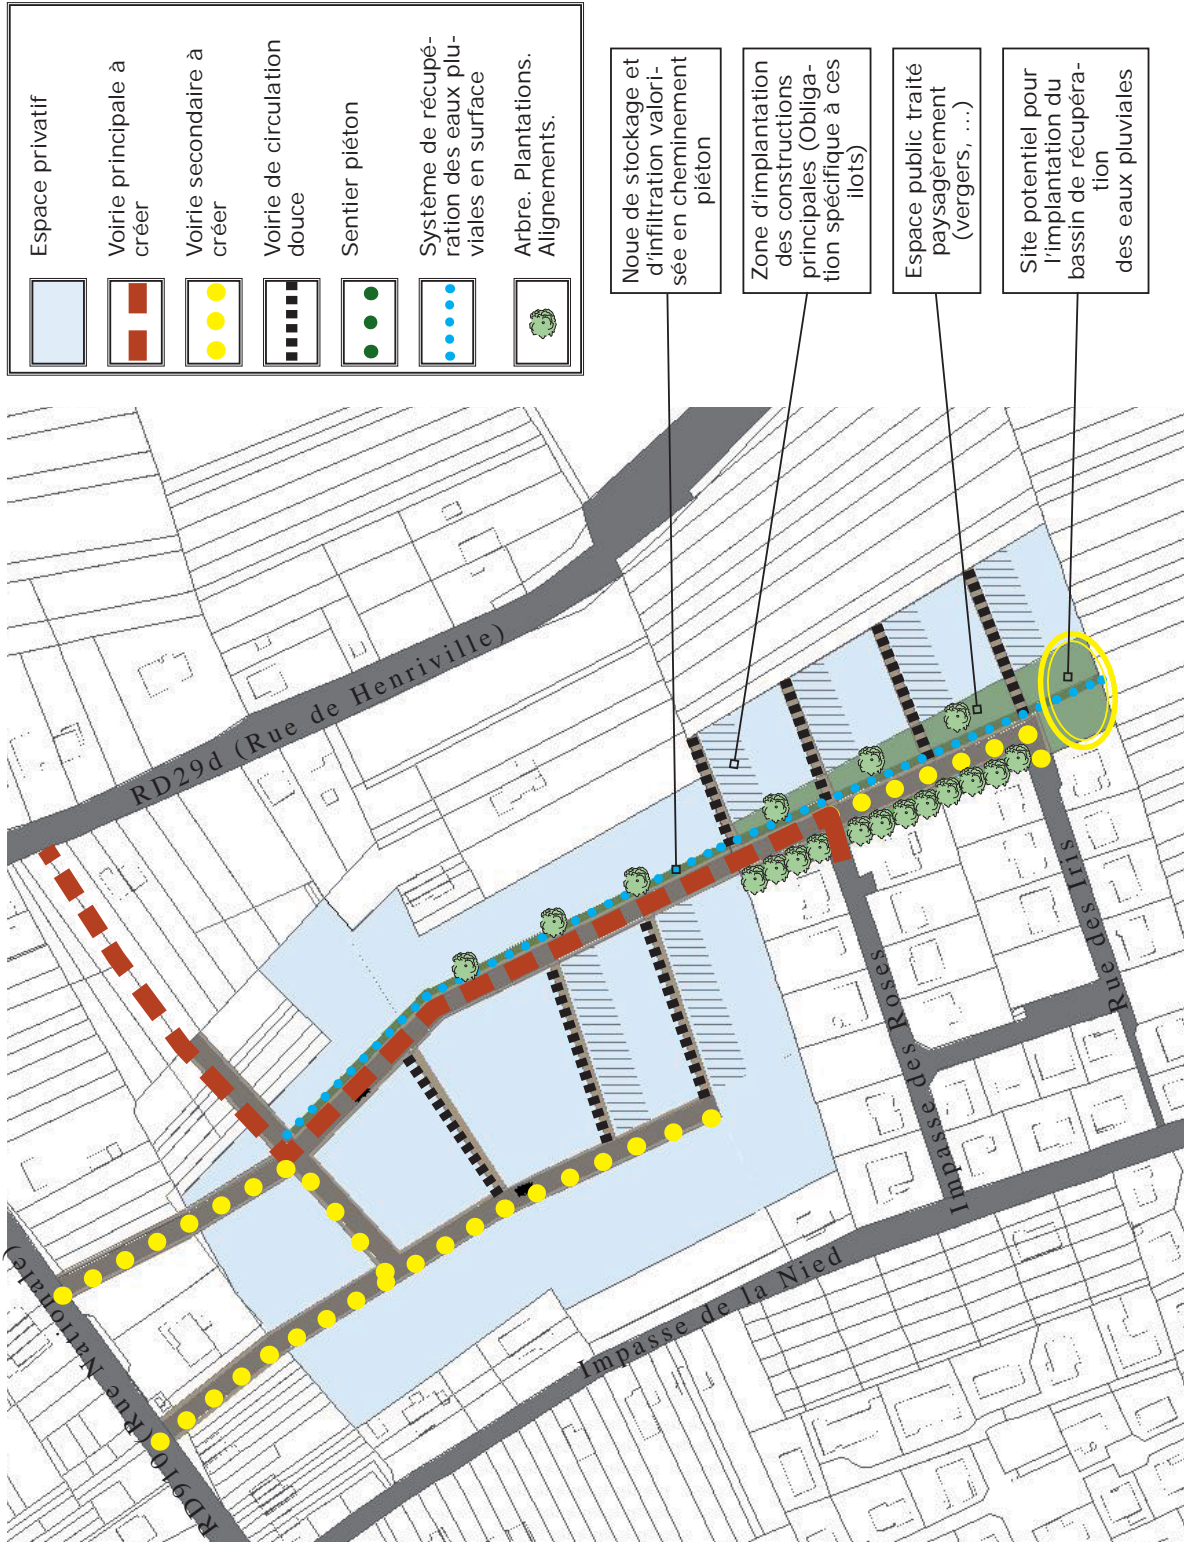 Espace privatif
Voirie principale à
créer
Voirie secondaire à
créer
Voirie de circulation
douce
Sentier piéton
Système de récupé-
ration des eaux plu-
viales en surface
Arbre. Plantations.
Alignements.
Noue de stockage et
d'infiltration valori-
sée en cheminement
piéton
Zone d'implantation
des constructions
principales (Obliga-
tion spécifique à ces
ilots)
Espace public traité
paysagèrement
(vergers, ...)
Site potentiel pour
l'implantation du
bassin de récupéra-
tion
des eaux pluviales
RD29d (Rue de Henriville)
RD910 (Rue Nationale)
Impasse de la Nied
Impasse des Roses
Rue des Iris